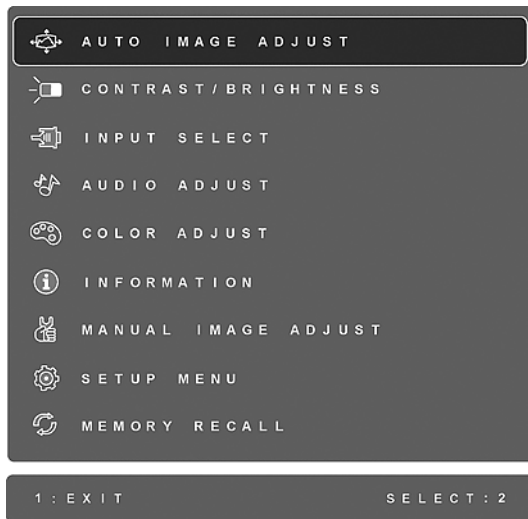 AUTO IMAGE ADJUST
CONTRAST/BRIGHTNESS
INPUT SELECT
AUDIO ADJUST
COLOR ADJUST
INFORMATION
MANUAL IMAGE ADJUST
SETUP MENU
MEMORY RECALL
1:EXIT SELECT:2